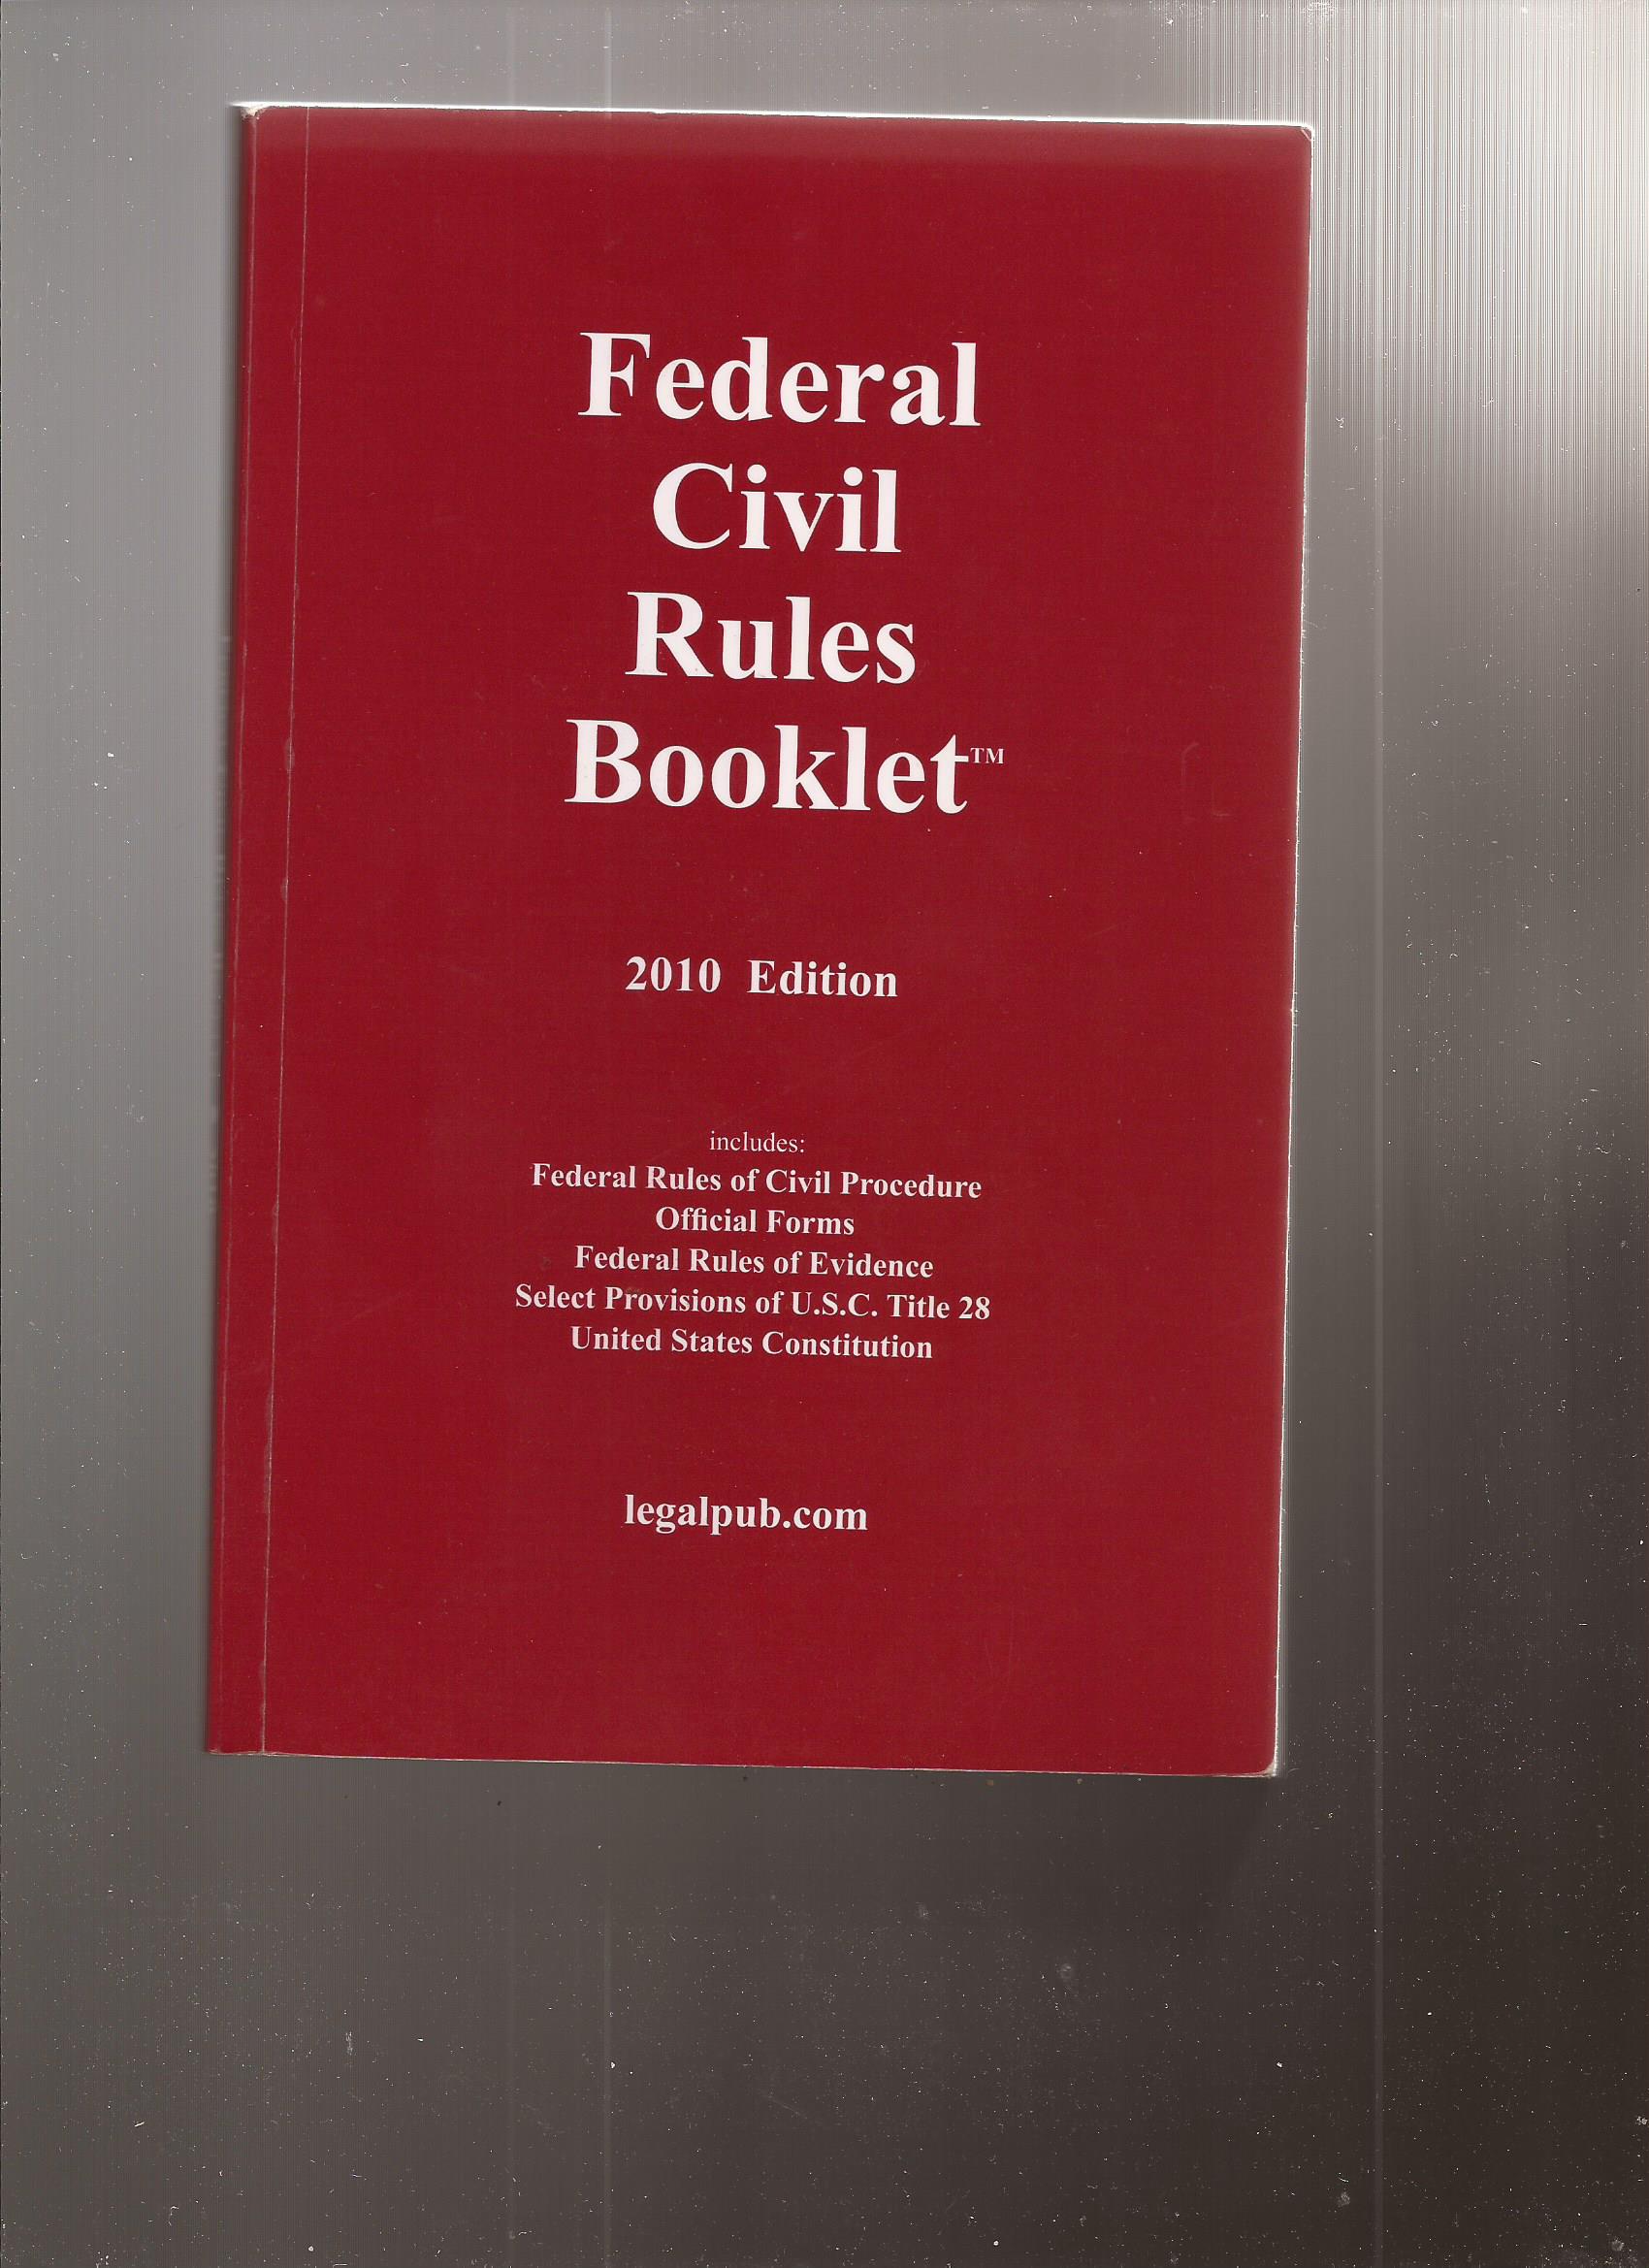 Federal
Civil
Rules
Booklet™
2010 Edition
includes:
Federal Rules of Civil Procedure
Official Forms
Federal Rules of Evidence
Select Provisions of U.S.C. Title 28
United States Constitution
legalpub.com